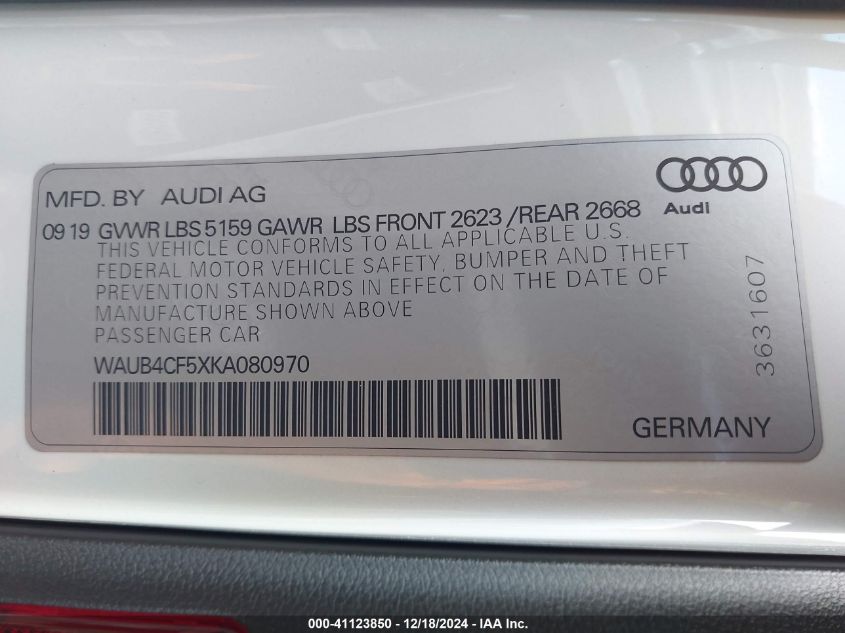 MFD. BY AUDI AG
Audi
09 19 GVWR LBS 5159 GAWR LBS FRONT 2623 / REAR 2668
THIS VEHICLE CONFORMS TO ALL APPLICABLE U.S.
FEDERAL MOTOR VEHICLE SAFETY, BUMPER AND THEFT
PREVENTION STANDARDS IN EFFECT ON THE DATE OF
MANUFACTURE SHOWN ABOVE
PASSENGER CAR
WAUB4CF5XKA080970
3631607
GERMANY
000-41123850 - 12/18/2024 - IAA Inc.